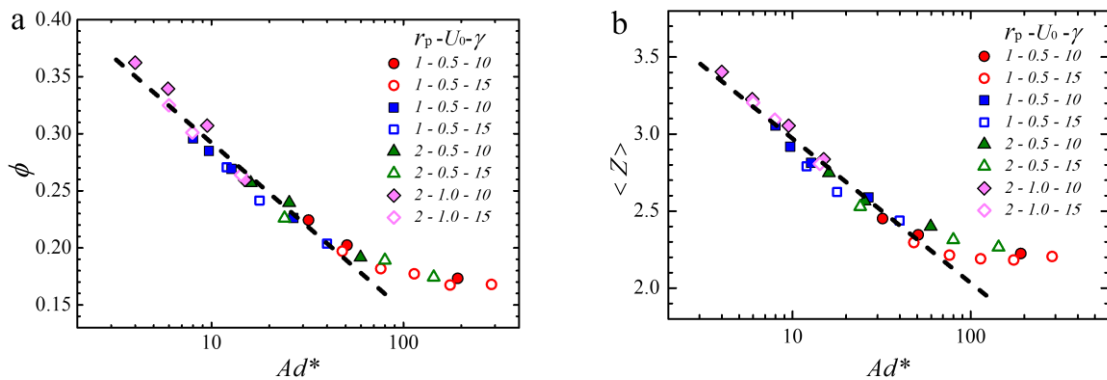 a
0.40
0.35
0.30
0.25
0.20
0.15
ϕ
10
100
Ad*
rp -U0-γ
1 - 0.5 - 10
1 - 0.5 - 15
1 - 0.5 - 10
1 - 0.5 - 15
2 - 0.5 - 10
2 - 0.5 - 15
2 - 1.0 - 10
2 - 1.0 - 15
b
3.5
3.0
2.5
2.0
< Z >
10
100
Ad*
rp -U0-γ
1 - 0.5 - 10
1 - 0.5 - 15
1 - 0.5 - 10
1 - 0.5 - 15
2 - 0.5 - 10
2 - 0.5 - 15
2 - 1.0 - 10
2 - 1.0 - 15